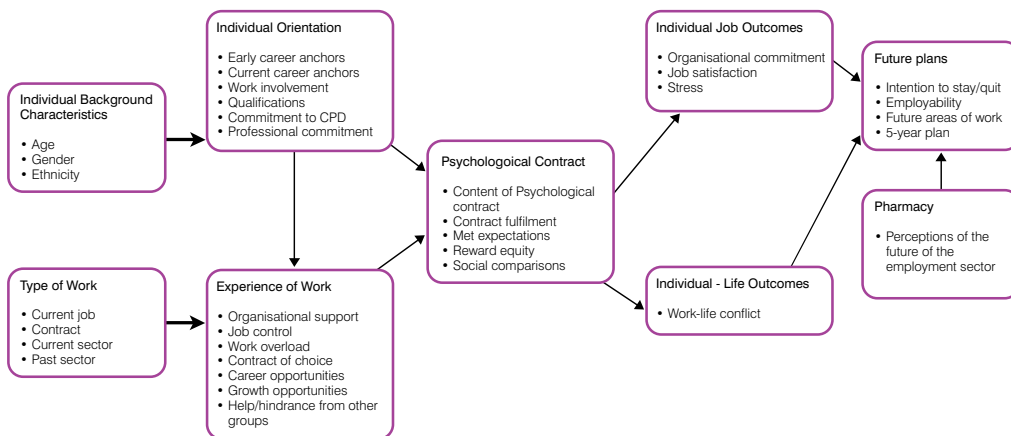 Individual Background
Characteristics
• Age
• Gender
• Ethnicity
Type of Work
• Current job
• Contract
• Current sector
• Past sector
Individual Orientation
• Early career anchors
• Current career anchors
• Work involvement
• Qualifications
• Commitment to CPD
• Professional commitment
Experience of Work
• Organisational support
• Job control
• Work overload
• Contract of choice
• Career opportunities
• Growth opportunities
• Help/hindrance from other
groups
Psychologoical Contract
• Content of Psychological
contract
• Contract fulfilment
• Met expectations
• Reward equity
• Social comparisons
Individual Job Outcomes
• Organisational commitment
• Job satisfaction
• Stress
Individual - Life Outcomes
• Work-life conflict
Future plans
• Intention to stay/quit
• Employability
• Future areas of work
• 5-year plan
Pharmacy
• Perceptions of the
future of the
employment sector